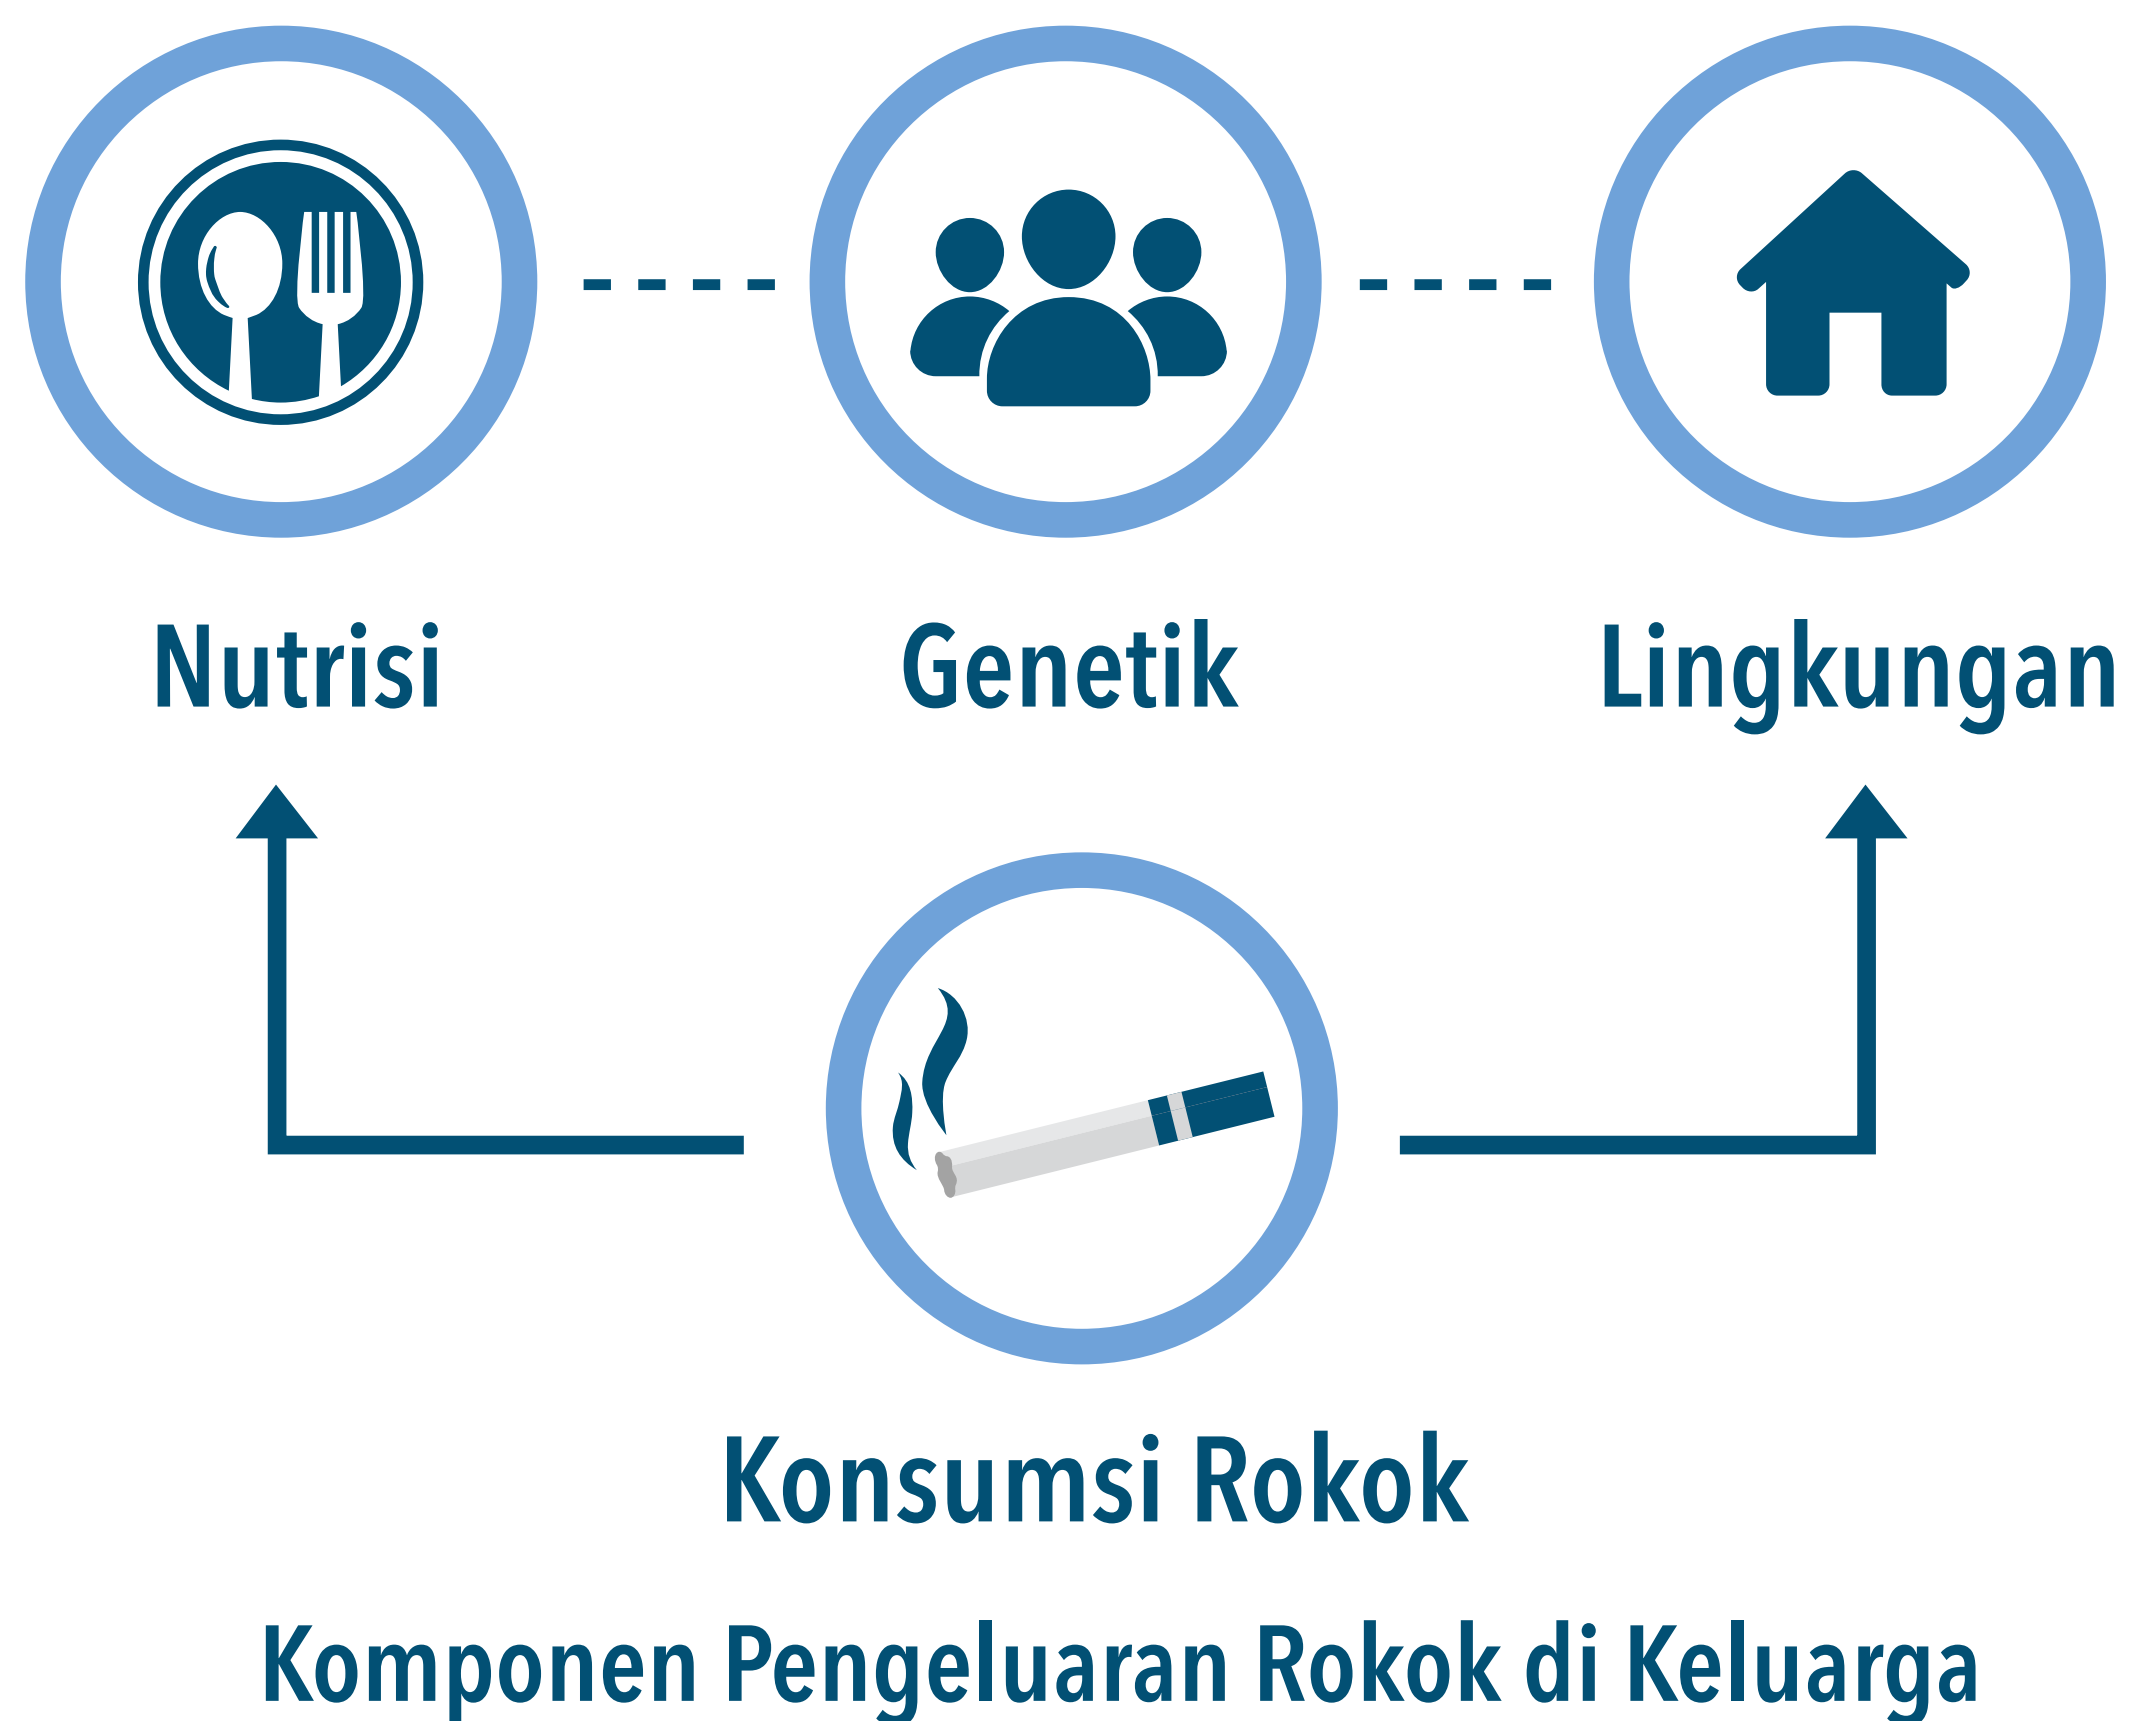 Nutrisi
Genetik
Lingkungan
Konsumsi Rokok
Komponen Pengeluaran Rokok di Keluarga